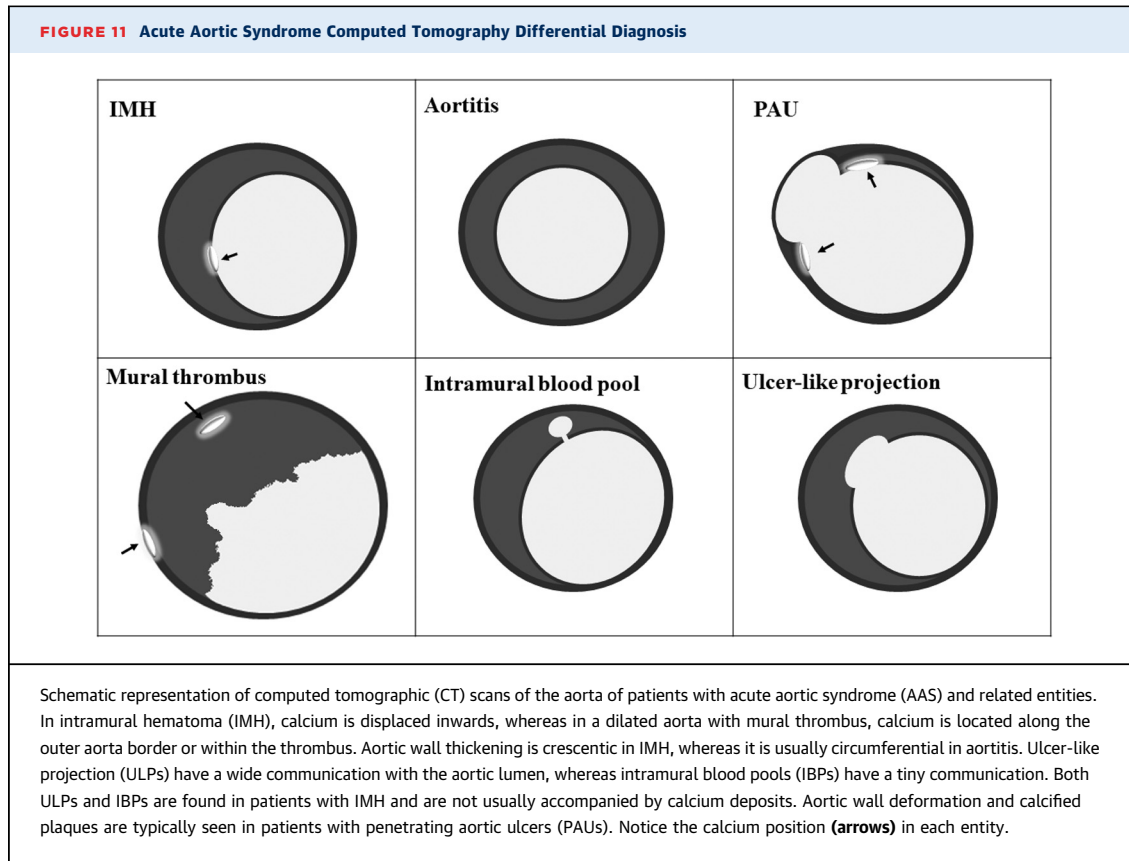 FIGURE 11 Acute Aortic Syndrome Computed Tomography Differential Diagnosis
IMH
Aortitis
PAU
Mural thrombus
Intramural blood pool
Ulcer-like projection
Schematic representation of computed tomographic (CT) scans of the aorta of patients with acute aortic syndrome (AAS) and related entities.
In intramural hematoma (IMH), calcium is displaced inwards, whereas in a dilated aorta with mural thrombus, calcium is located along the
outer aorta border or within the thrombus. Aortic wall thickening is crescentic in IMH, whereas it is usually circumferential in aortitis. Ulcer-like
projection (ULPs) have a wide communication with the aortic lumen, whereas intramural blood pools (IBPs) have a tiny communication. Both
ULPs and IBPs are found in patients with IMH and are not usually accompanied by calcium deposits. Aortic wall deformation and calcified
plaques are typically seen in patients with penetrating aortic ulcers (PAUs). Notice the calcium position (arrows) in each entity.